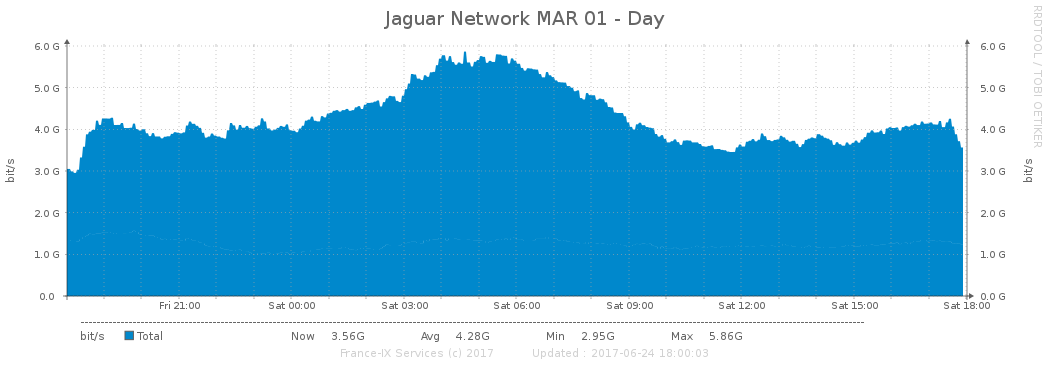 Jaguar Network MAR 01 - Day
RRDTOOL / TOBI OETIKER
bit/s
bit/s
6.0 G 6.0 G
5.0 G 5.0 G
4.0 G 4.0 G
3.0 G 3.0 G
2.0 G 2.0 G
1.0 G 1.0 G
0.0 0.0 G
Fri 21:00 Sat 00:00 Sat 03:00 Sat 06:00 Sat 09:00 Sat 12:00 Sat 15:00 Sat 18:00
bit/s Total Now 3.56G Avg 4.28G Min 2.95G Max 5.86G
France-IX Services (c) 2017 Updated : 2017-06-24 18:00:03